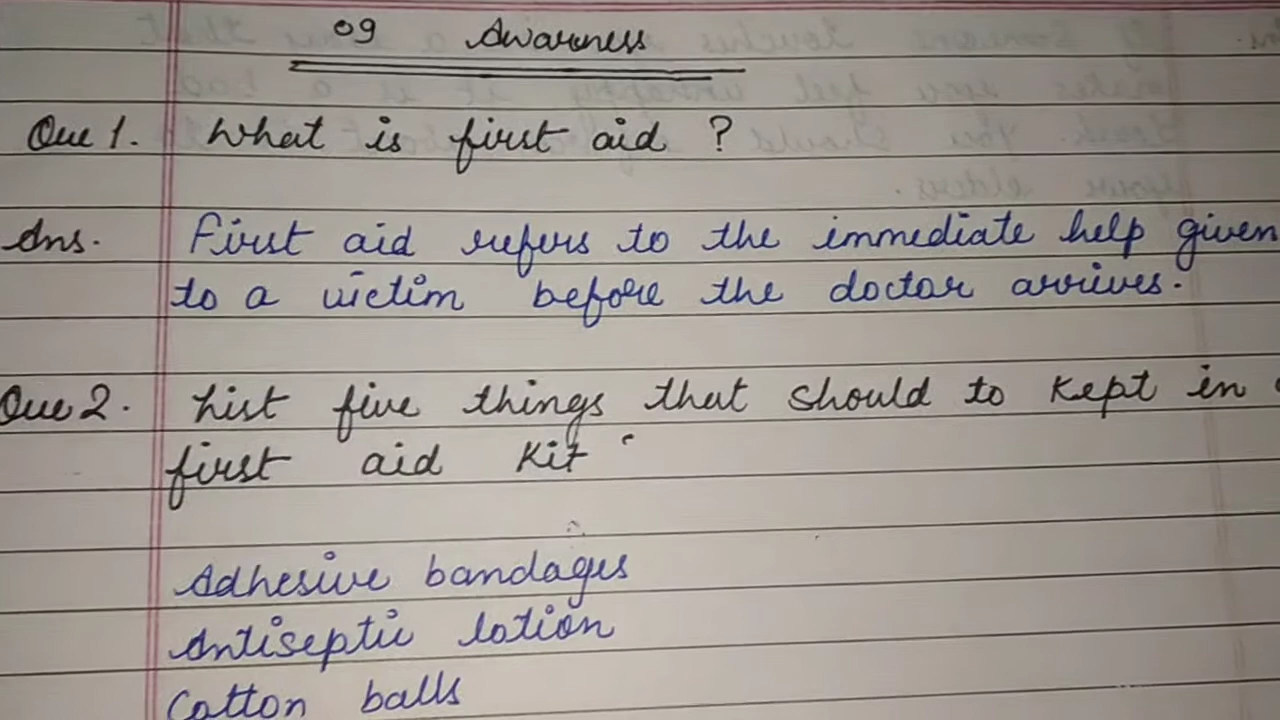 09 Awarness
Que 1. What is first aid ?
Ans. First aid refers to the immediate help given
to a victim before the doctor arrives.
Que 2. List five things that should to kept in
first aid Kit
Adhesive bandages
Antiseptic lotion
Cotton balls